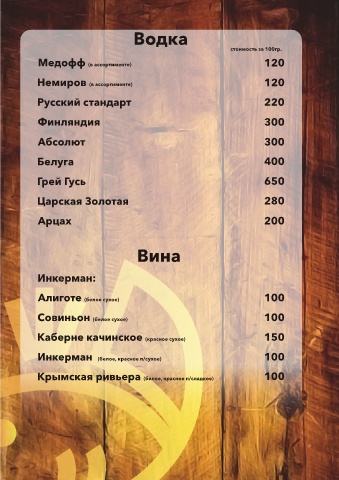 Водка
стоимость за 100гр.
Медофф (в ассортименте) 120
Немиров (в ассортименте) 120
Русский стандарт 220
Финляндия 300
Абсолют 300
Белуга 400
Грей Гусь 650
Царская Золотая 280
Арцах 200
Вина
Инкерман:
Алиготе (белое сухое) 100
Совиньон (белое сухое) 100
Каберне качинское (красное сухое) 150
Инкерман (белое, красное п/сухое) 100
Крымская ривьера (белое, красное п/сладкое) 100